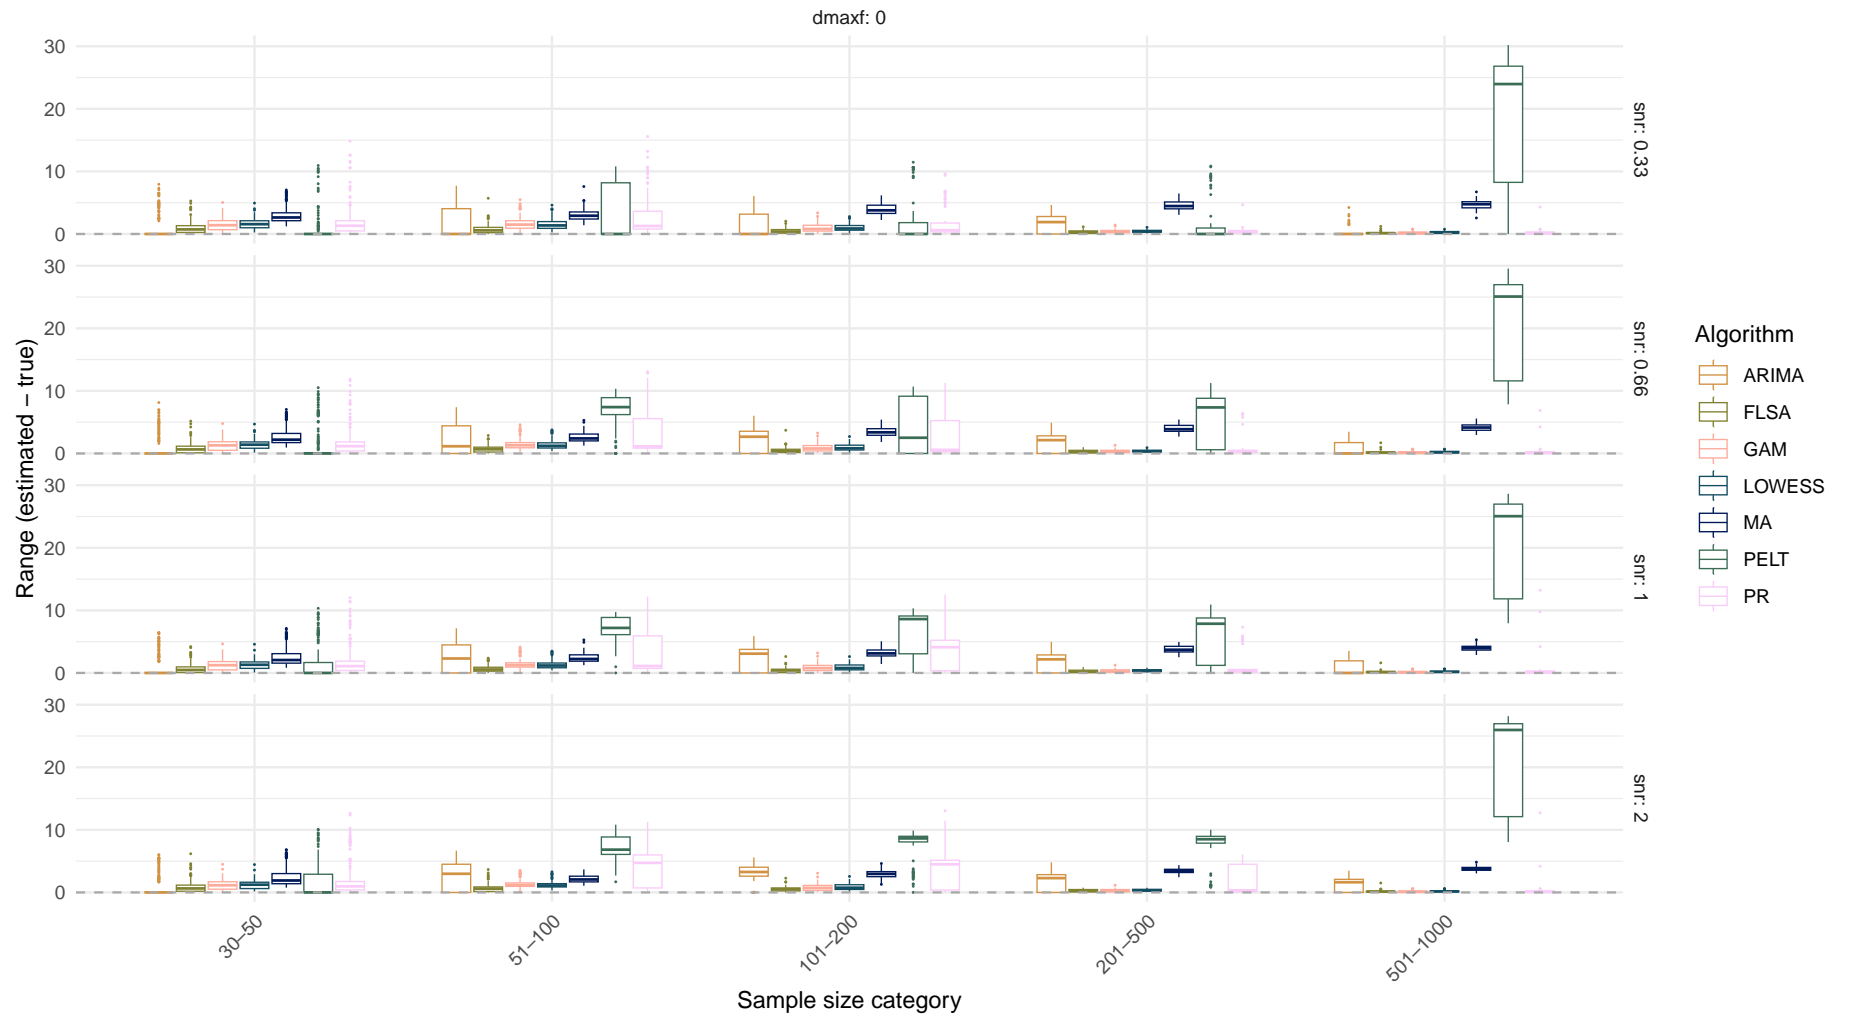 dmaxf: 0
30
20
10
0
snr: 0.33
30
20
10
0
snr: 0.66
30
20
10
0
snr: 1
30
20
10
0
snr: 2
Range (estimated − true)
30–50
51–100
101–200
201–500
501–1000
Sample size category
Algorithm
ARIMA
FLSA
GAM
LOWESS
MA
PELT
PR